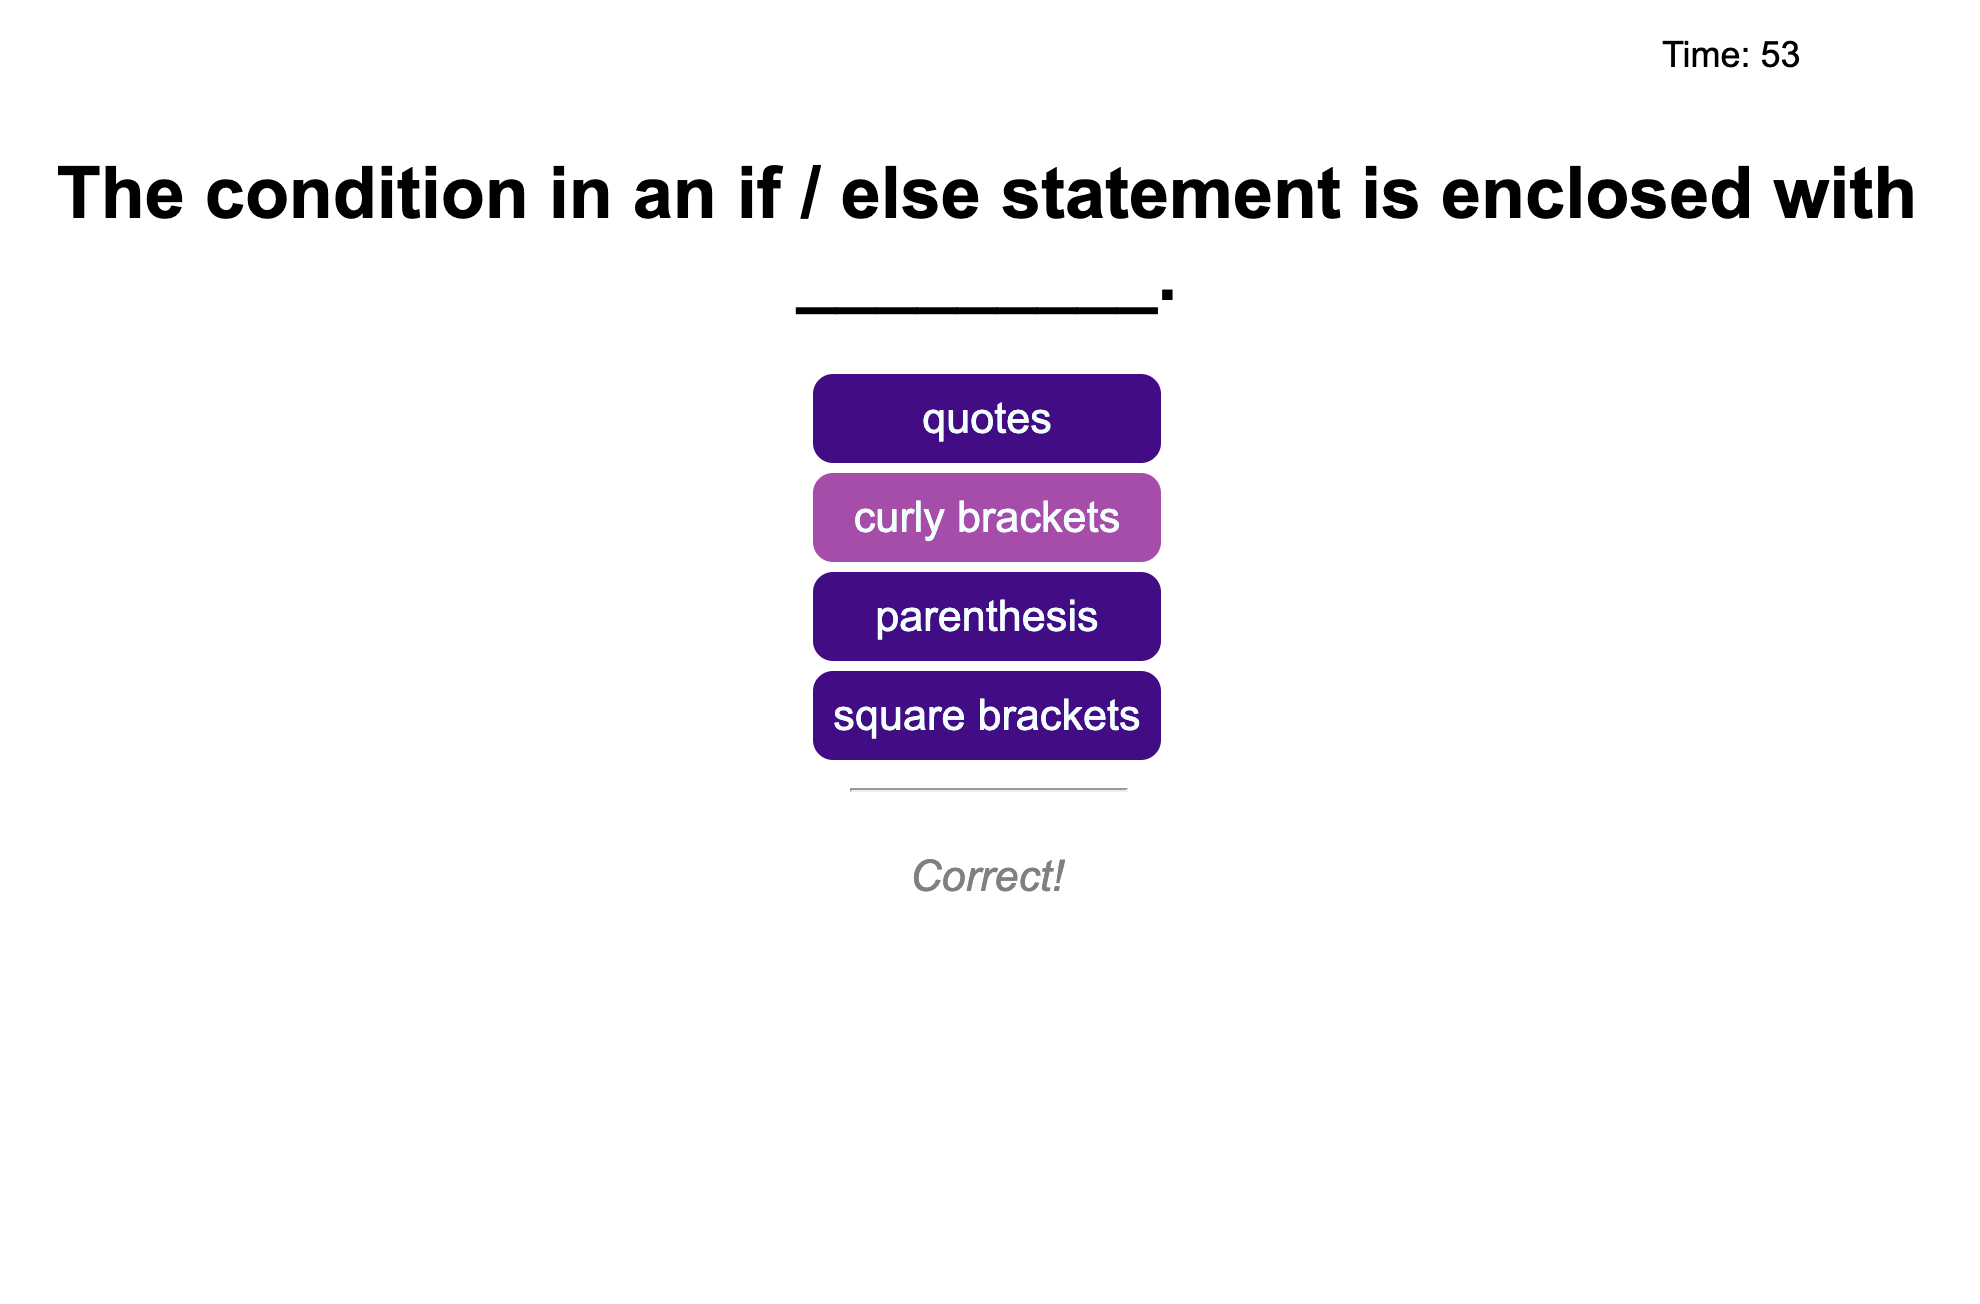 Time: 53
The condition in an if / else statement is enclosed with
_________.
quotes
curly brackets
parenthesis
square brackets
Correct!